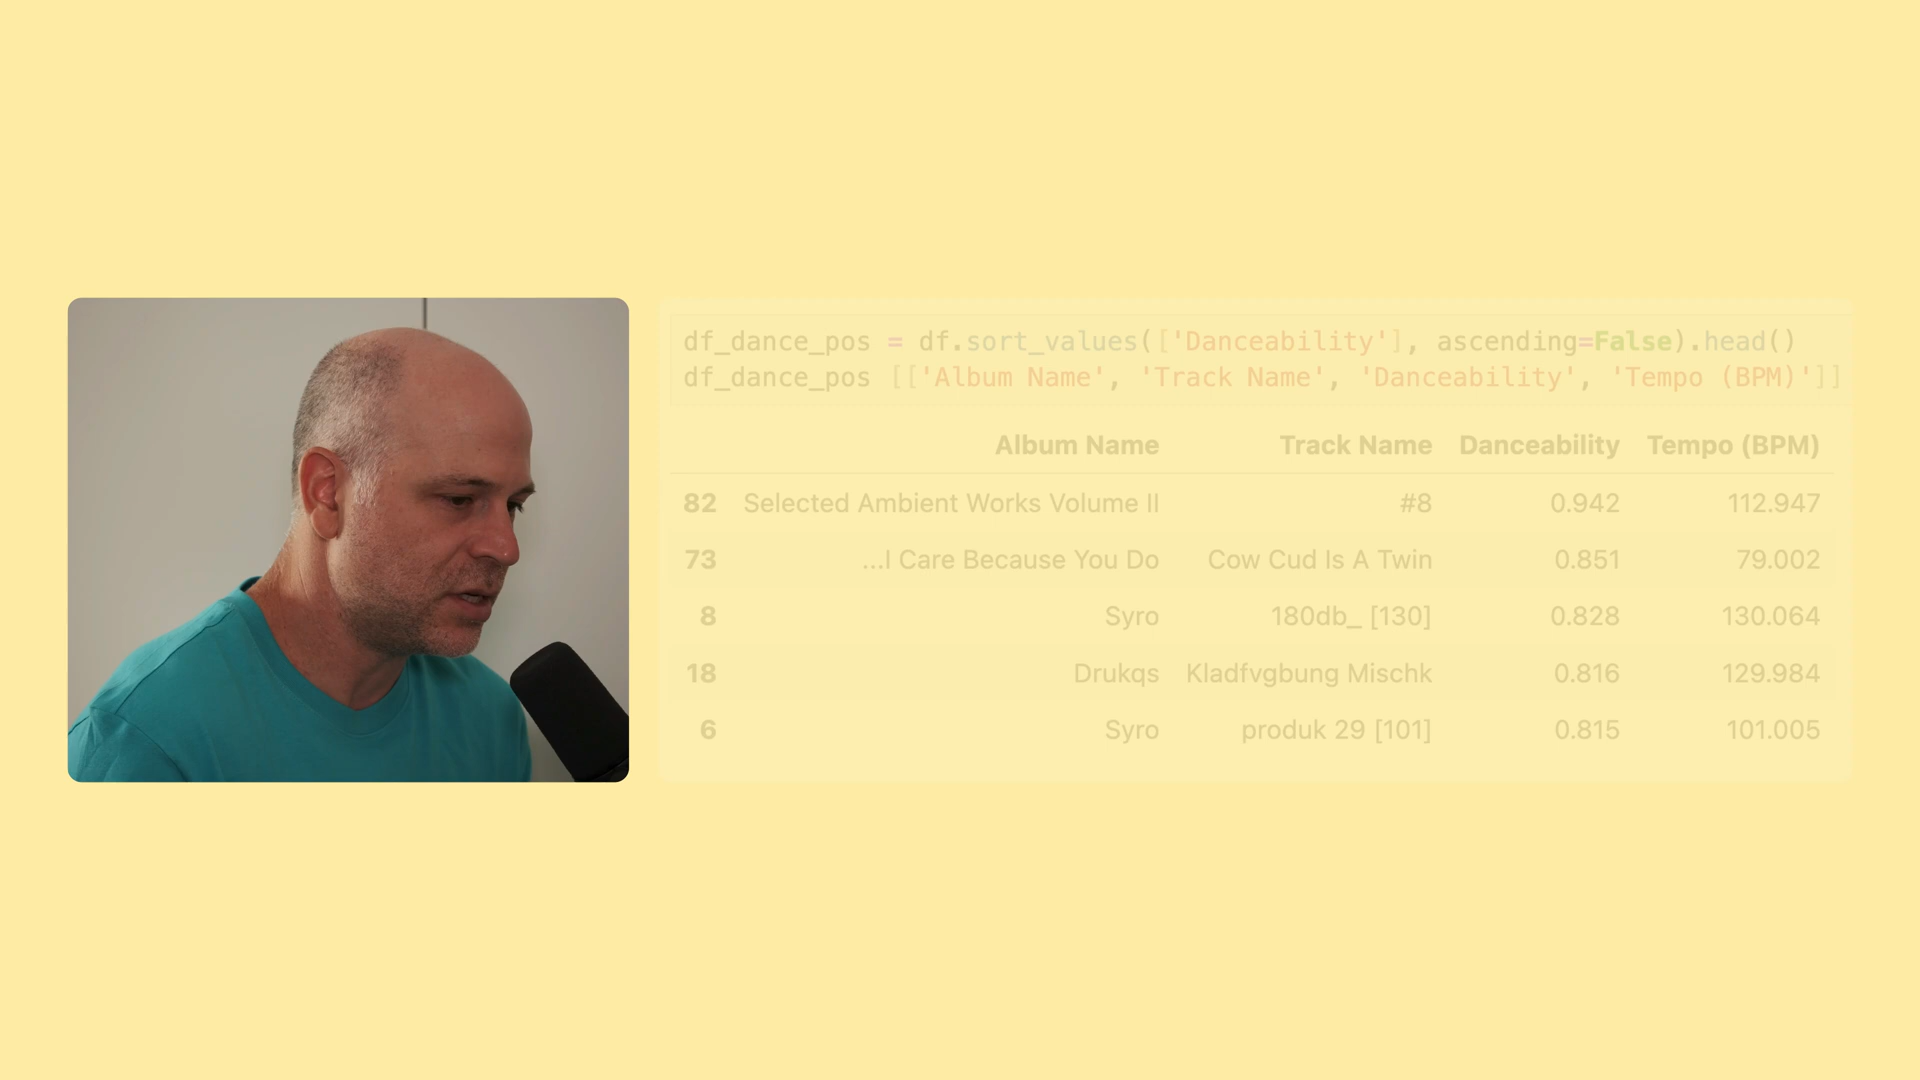 df_dance_pos = df.sort_values(['Danceability'], ascending=False).head()
df_dance_pos [['Album Name', 'Track Name', 'Danceability', 'Tempo (BPM)']]
Album Name Track Name Danceability Tempo (BPM)
82 Selected Ambient Works Volume II #8 0.942 112.947
73 ...I Care Because You Do Cow Cud Is A Twin 0.851 79.002
8 Syro 180db_ [130] 0.828 130.064
18 Drukqs Kladfvgbung Mischk 0.816 129.984
6 Syro produk 29 [101] 0.815 101.005